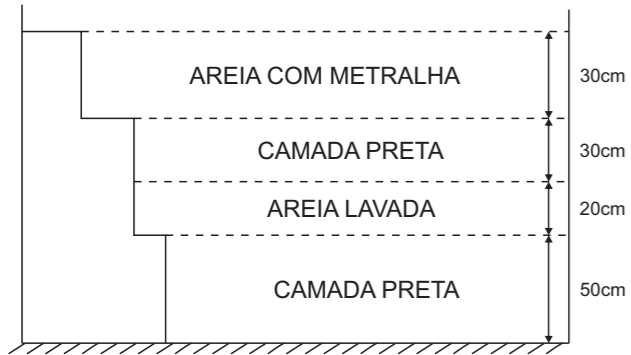 AREIA COM METRALHA 30cm
CAMADA PRETA 30cm
AREIA LAVADA 20cm
CAMADA PRETA 50cm